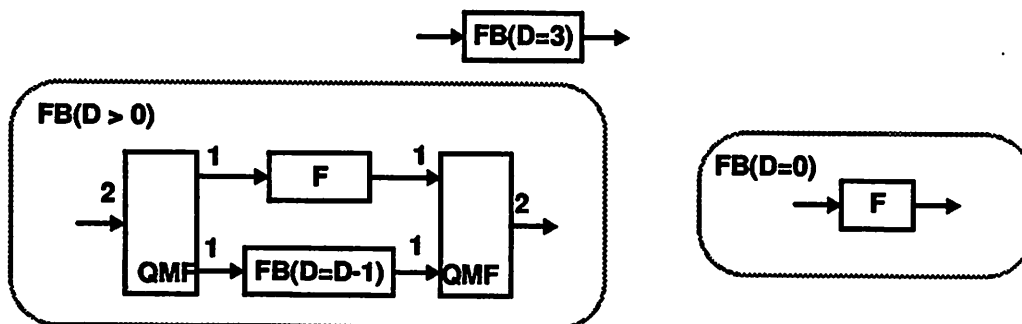 FB(D=3)
FB(D > 0)
1
1
F
2
2
1
1
QMF
FB(D=D-1)
QMF
FB(D=0)
F